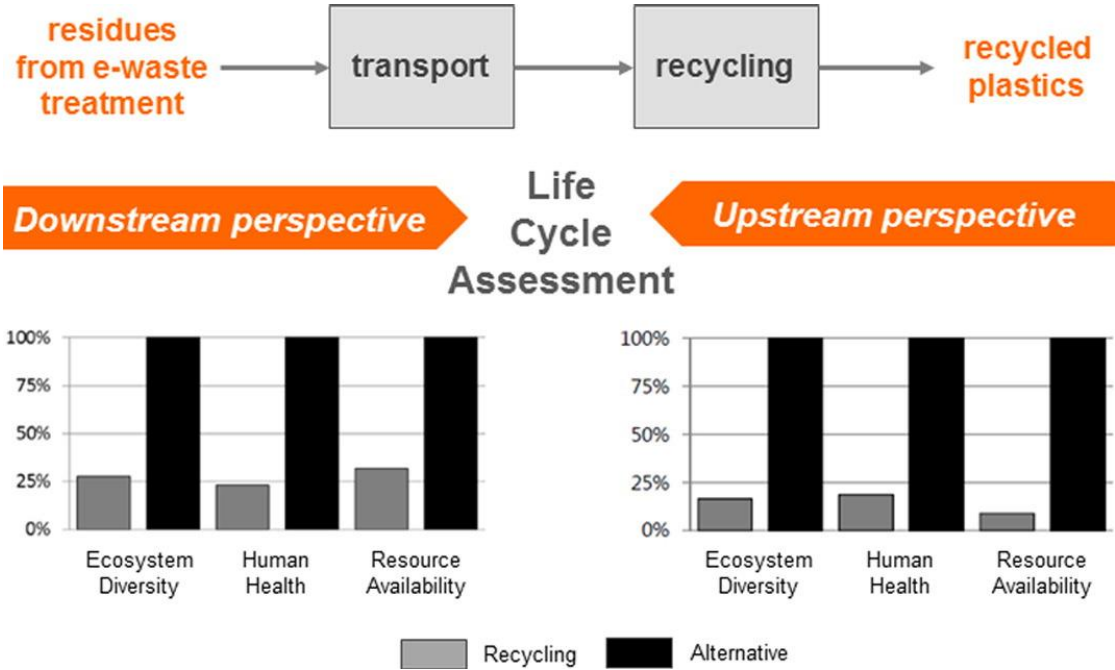 residues
from e-waste
treatment
transport
recycling
recycled
plastics
Downstream perspective
Life
Cycle
Assessment
Upstream perspective
100%
75%
50%
25%
0%
Ecosystem
Diversity
Human
Health
Resource
Availability
100%
75%
50%
25%
0%
Ecosystem
Diversity
Human
Health
Resource
Availability
Recycling
Alternative